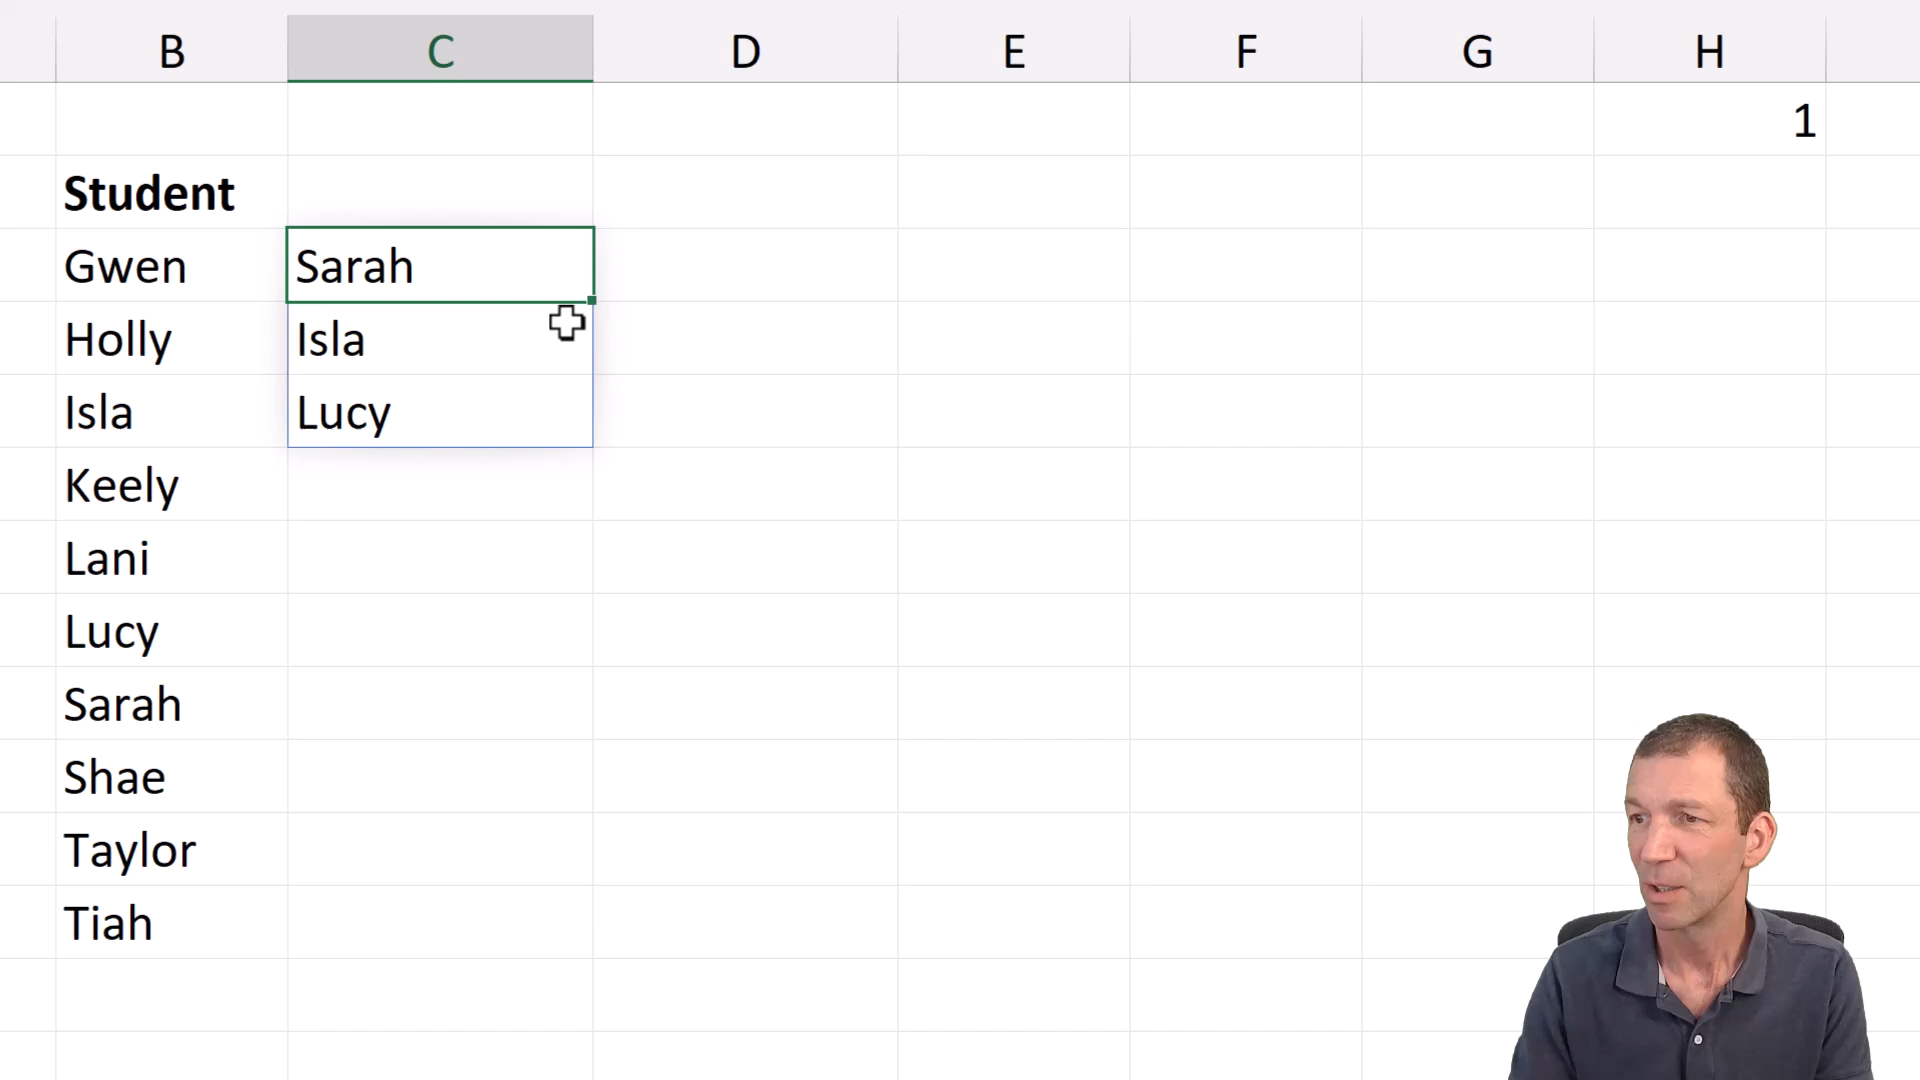 B C D E F G H
1
Student
Gwen Sarah
Holly Isla
Isla Lucy
Keely
Lani
Lucy
Sarah
Shae
Taylor
Tiah